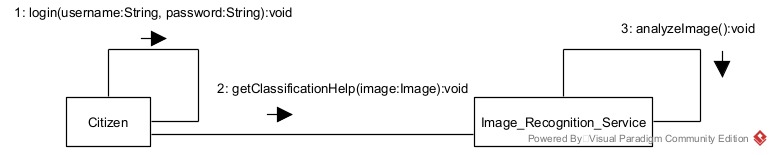 1: login(username:String, password:String):void
3: analyzeImage():void
2: getClassificationHelp(image:Image):void
Citizen
Image_Recognition_Service
Powered By Visual Paradigm Community Edition